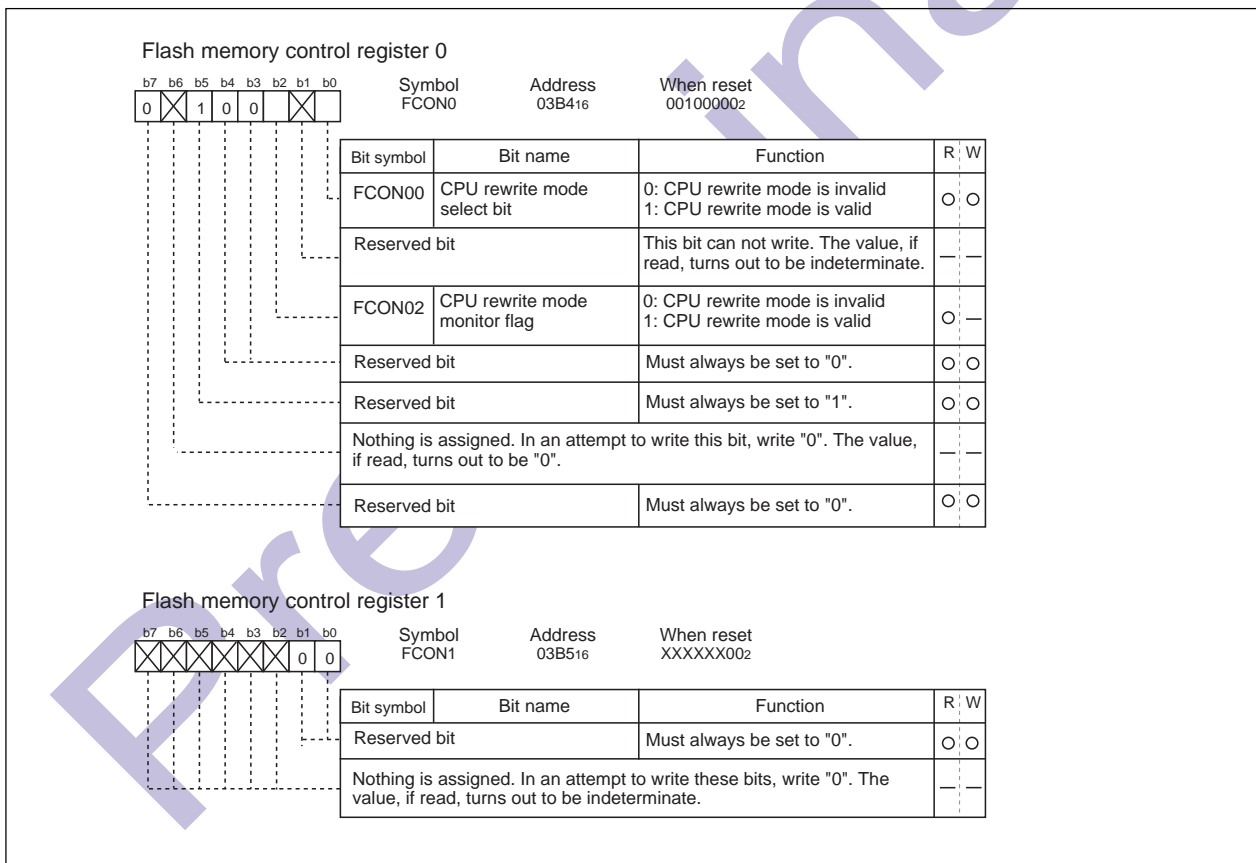 Flash memory control register 0
b7 b6 b5 b4 b3 b2 b1 b0
Symbol Address When reset
FCON0 03B416 001000002
0 1 0 0
Bit symbol Bit name Function R W
FCON00 CPU rewrite mode select bit 0: CPU rewrite mode is invalid
1: CPU rewrite mode is valid
Reserved bit This bit can not write. The value, if
read, turns out to be indeterminate.
FCON02 CPU rewrite mode monitor flag 0: CPU rewrite mode is invalid
1: CPU rewrite mode is valid
Reserved bit Must always be set to "0".
Reserved bit Must always be set to "1".
Nothing is assigned. In an attempt to write this bit, write "0". The value,
if read, turns out to be "0".
Reserved bit Must always be set to "0".
Flash memory control register 1
b7 b6 b5 b4 b3 b2 b1 b0
Symbol Address When reset
FCON1 03B516 XXXXXX002
0 0
Bit symbol Bit name Function R W
Reserved bit Must always be set to "0".
Nothing is assigned. In an attempt to write these bits, write "0". The
value, if read, turns out to be indeterminate.